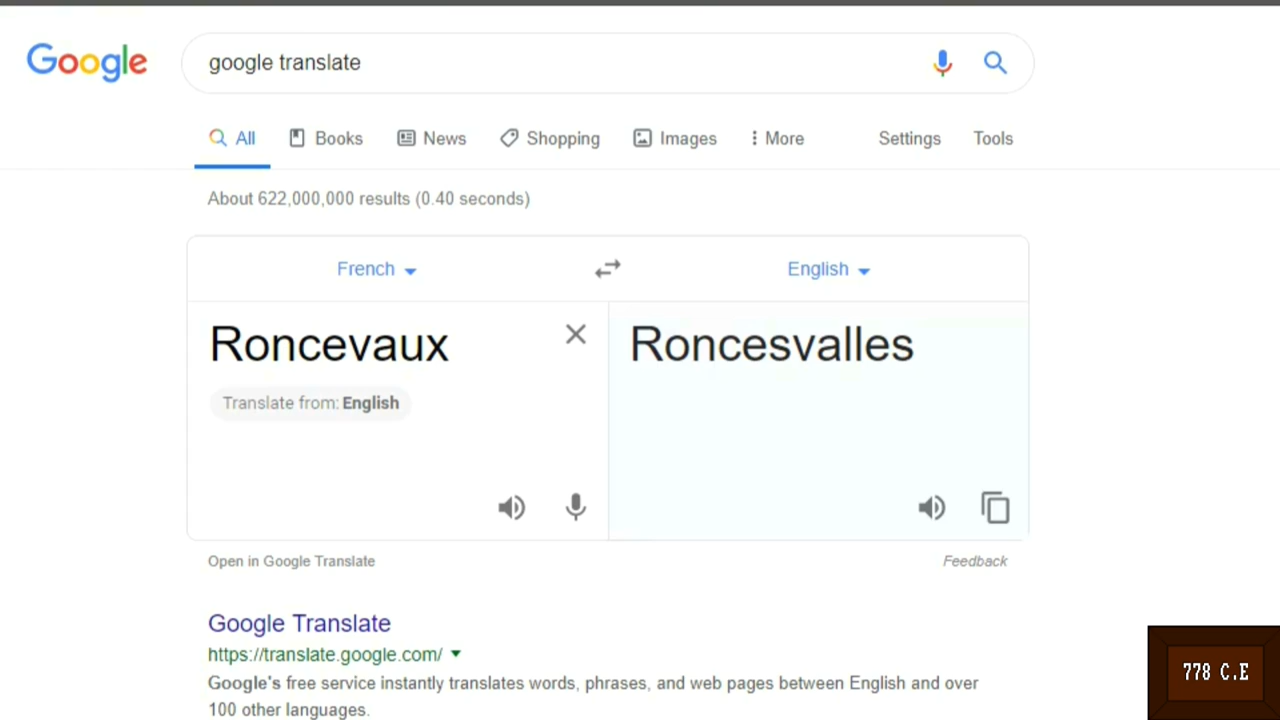 Google google translate
All Books News Shopping Images More Settings Tools
About 622,000,000 results (0.40 seconds)
French English
Roncevaux Roncesvalles
Translate from: English
Open in Google Translate Feedback
Google Translate
https://translate.google.com/
Google's free service instantly translates words, phrases, and web pages between English and over
100 other languages.
778 C.E